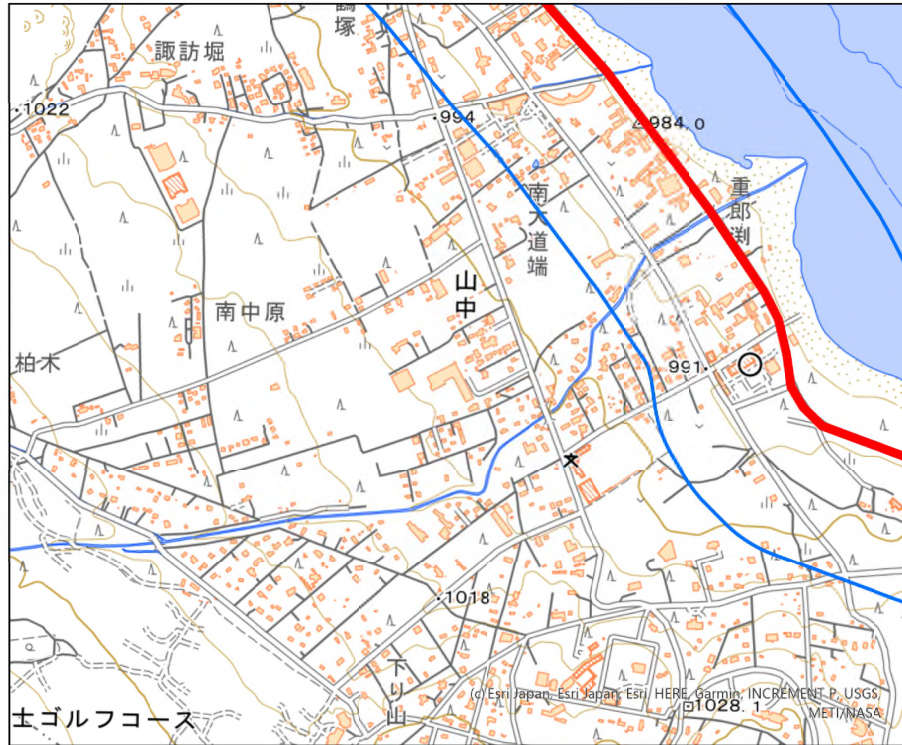 鶴塚
諏訪堀
1022
994
984.0
重郎渕
南大道端
山中
南中原
柏木
991
1018
下り山
1028.1
士ゴルフコース
(c) Esri Japan, Esri Japan, Esri, HERE, Garmin, INCREMENT P, USGS,
METI/NASA